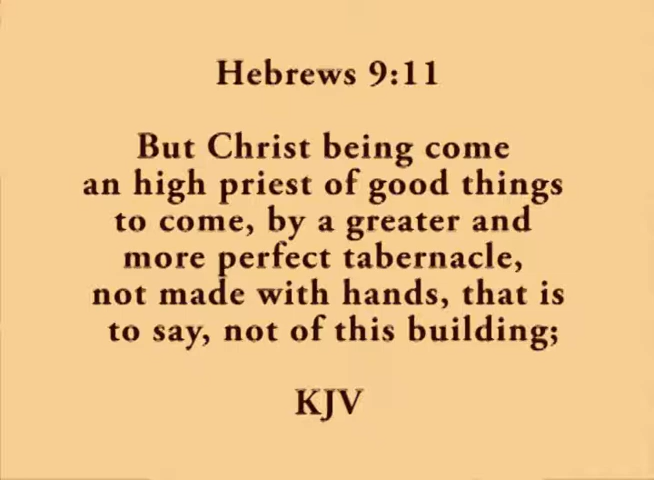 Hebrews 9:11
But Christ being come
an high priest of good things
to come, by a greater and
more perfect tabernacle,
not made with hands, that is
to say, not of this building;
KJV